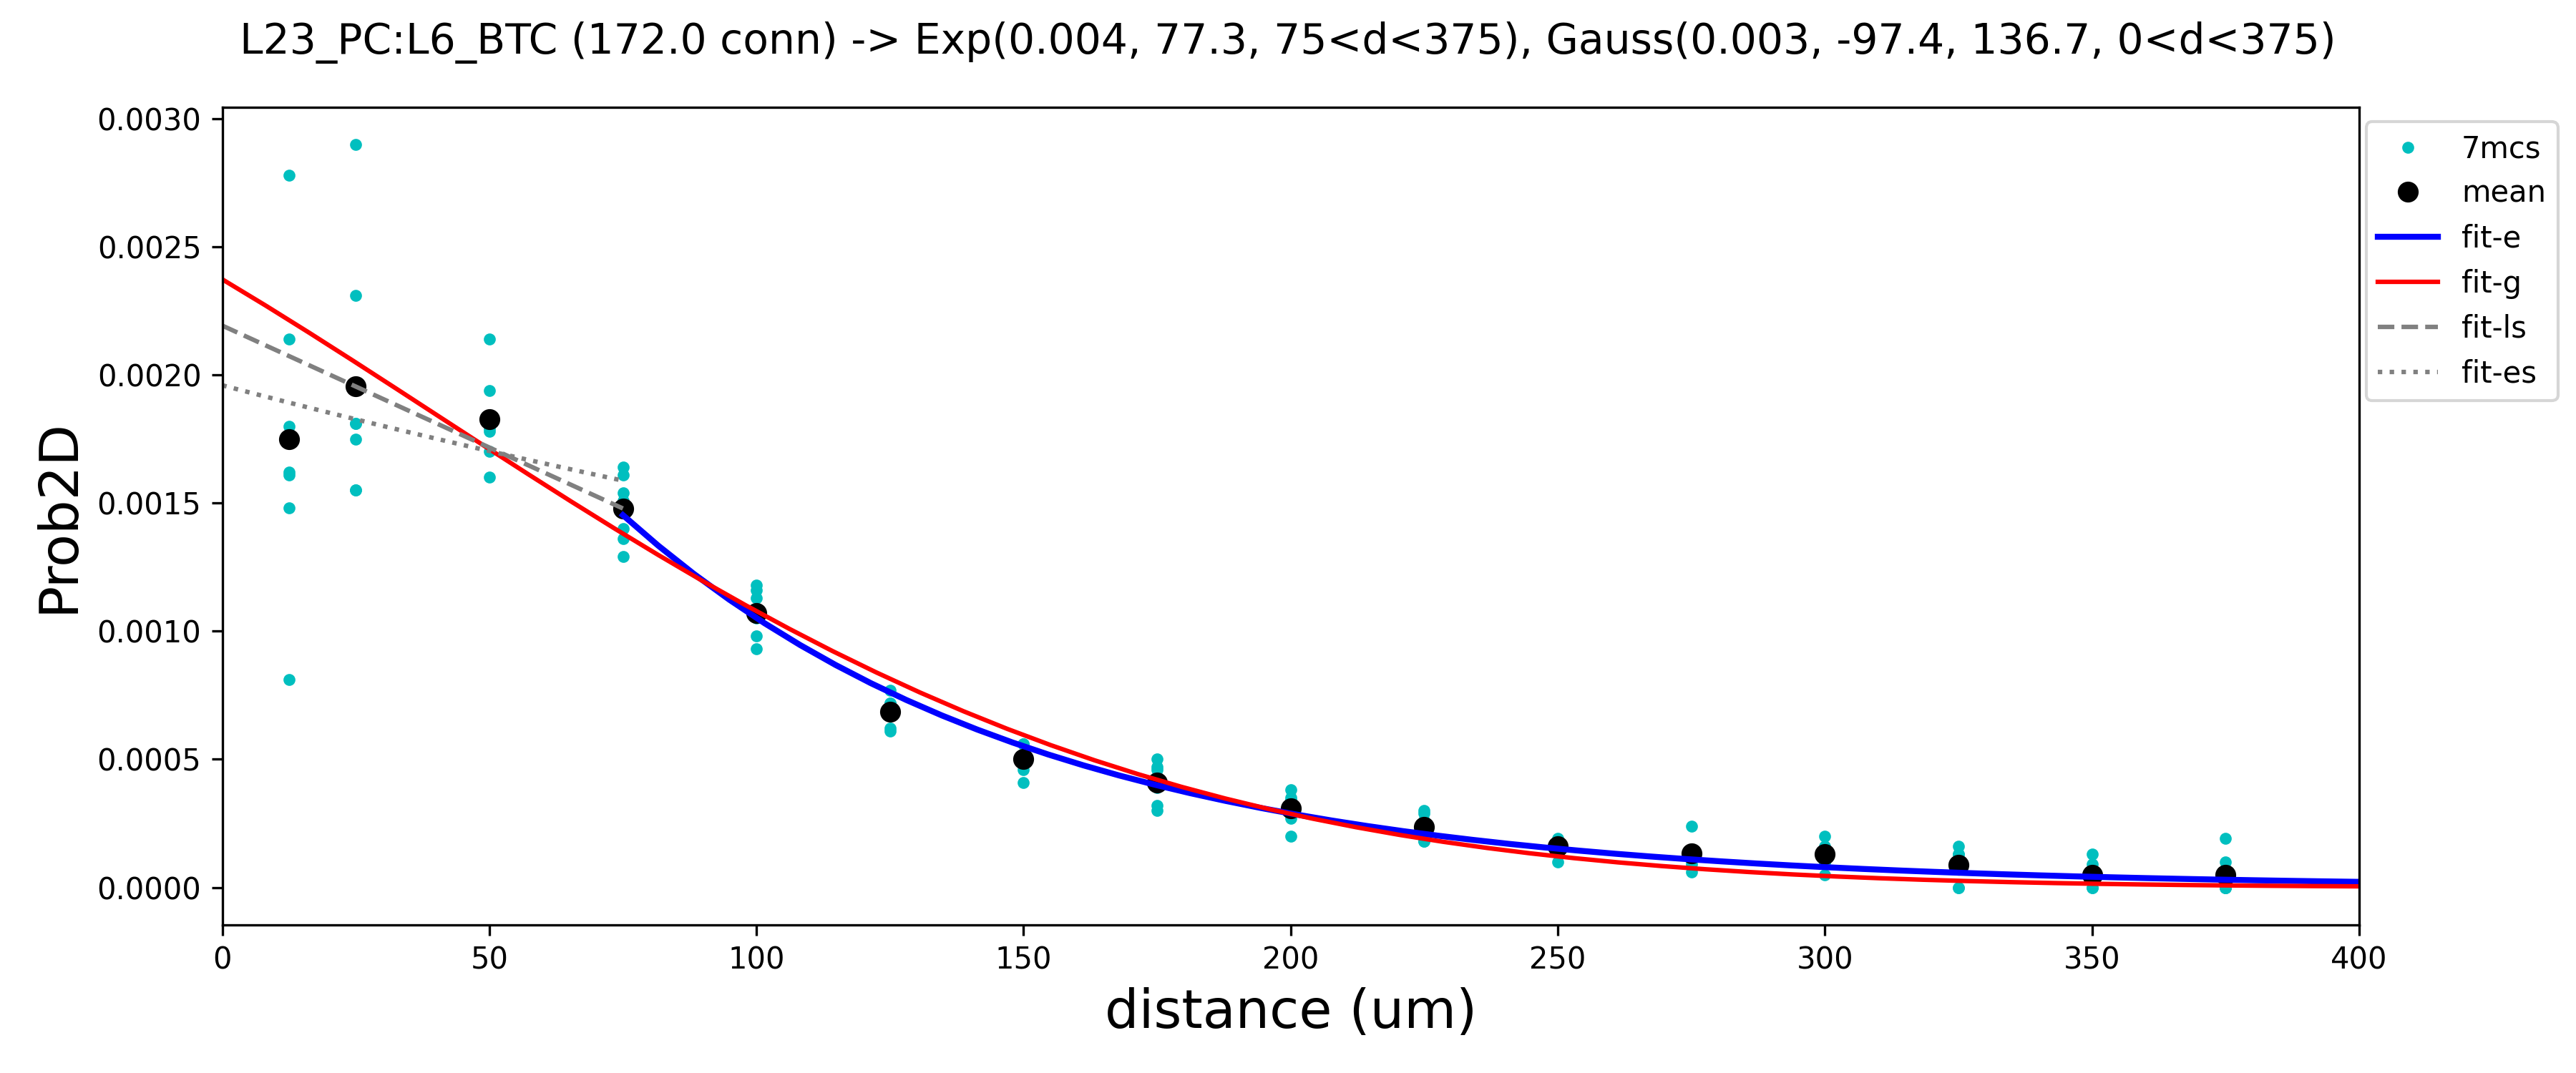 L23_PC:L6_BTC (172.0 conn) -> Exp(0.004, 77.3, 75<d<375), Gauss(0.003, -97.4, 136.7, 0<d<375)
0.0030
0.0025
0.0020
0.0015
0.0010
0.0005
0.0000
Prob2D
0 50 100 150 200 250 300 350 400
distance (um)
7mcs
mean
fit-e
fit-g
fit-ls
fit-es